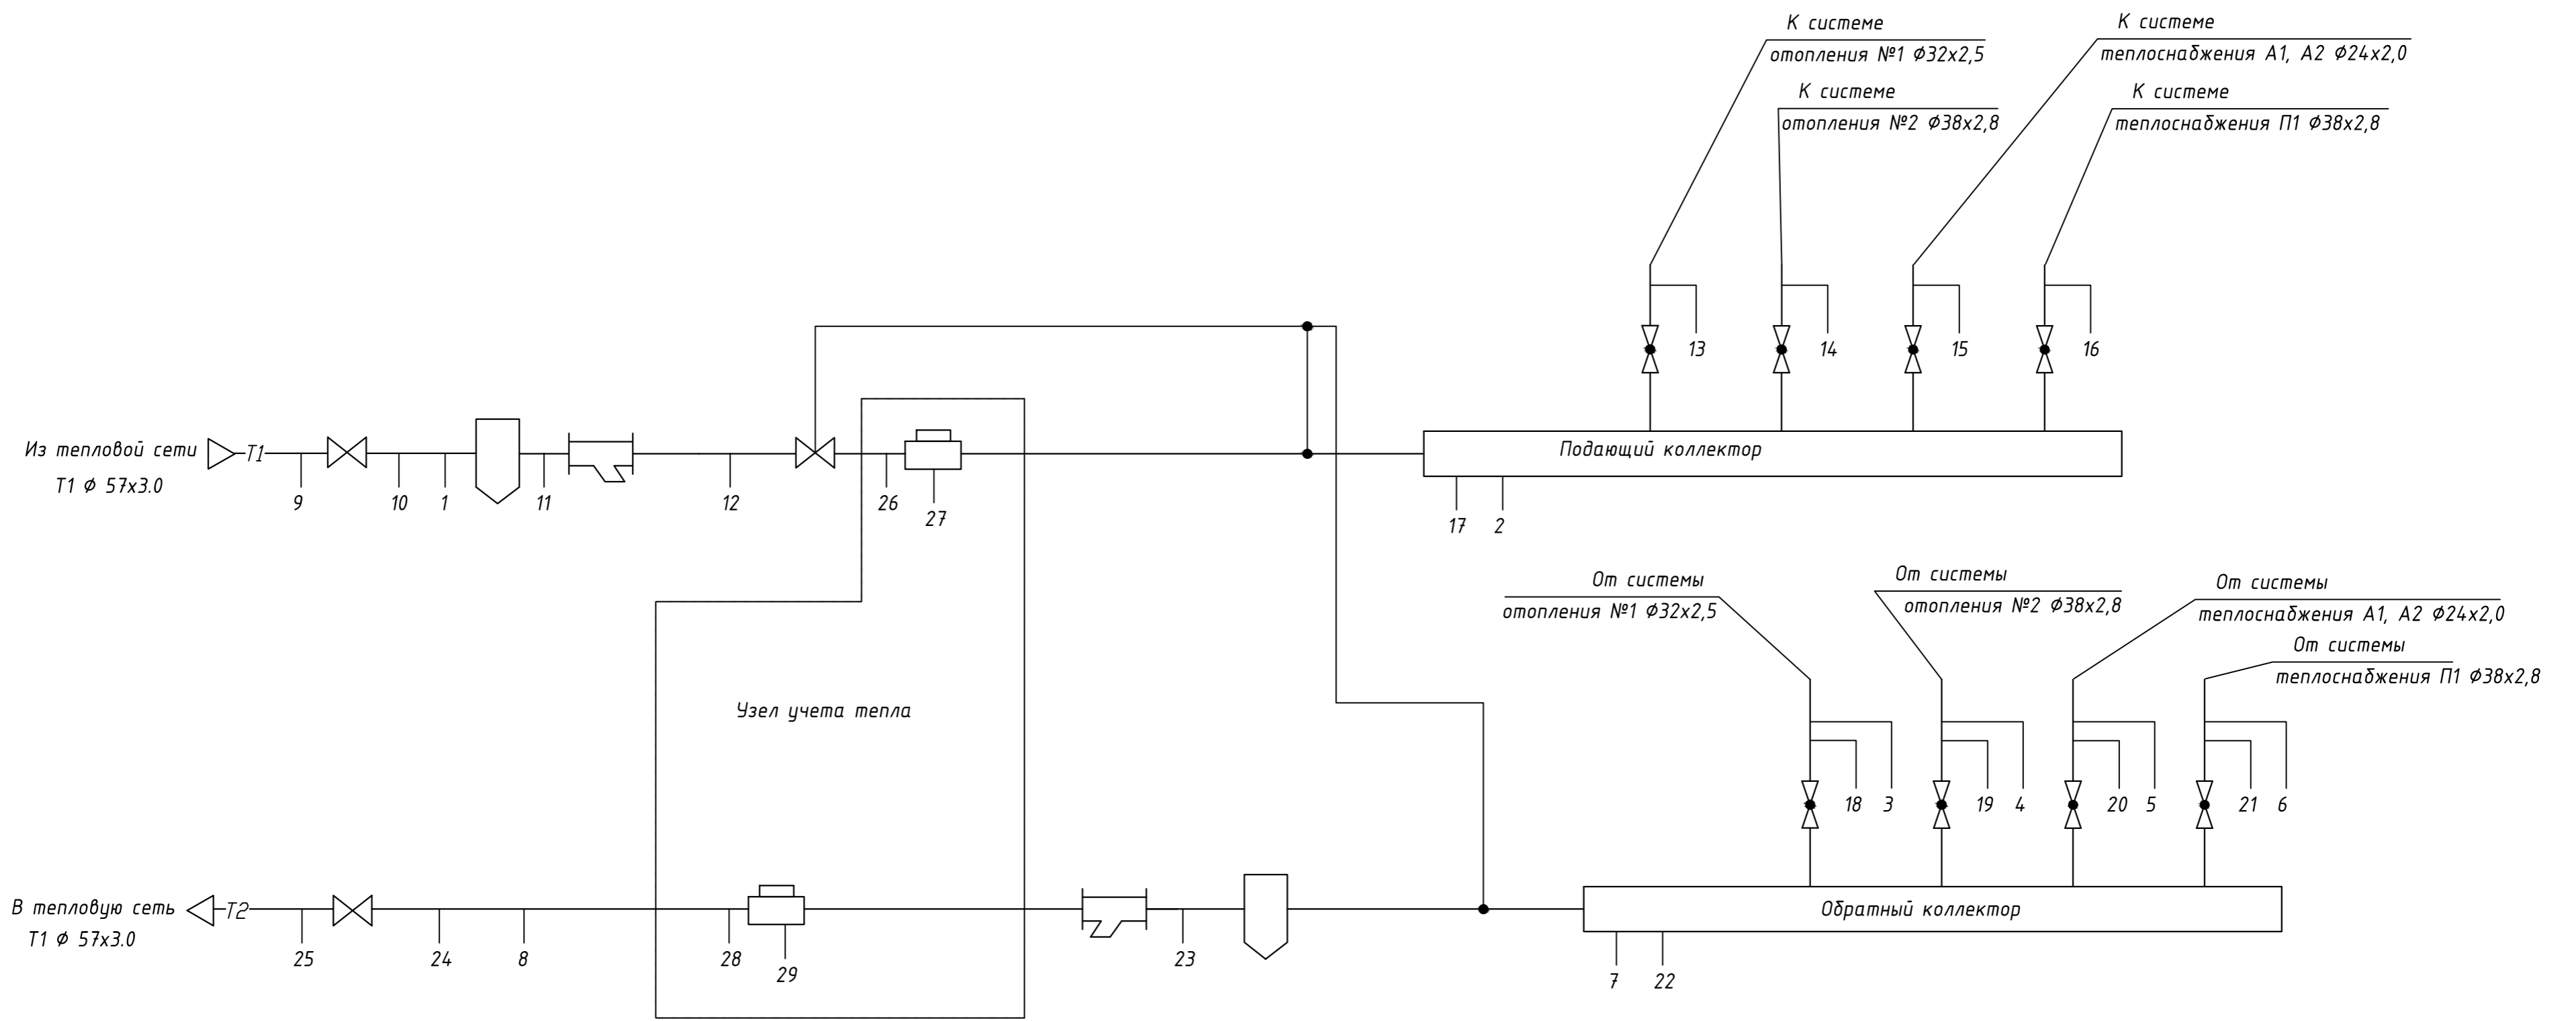 К системе
отопления №1 Ф32х2,5
К системе
теплоснабжения А1, А2 Ф24х2,0
К системе
отопления №2 Ф38х2,8
К системе
теплоснабжения П1 Ф38х2,8
13
14
15
16
Из тепловой сети
Т1
Т1 Ф 57х3.0
Подающий коллектор
9
10
1
11
12
26
27
17
2
От системы
отопления №1 Ф32х2,5
От системы
отопления №2 Ф38х2,8
От системы
теплоснабжения А1, А2 Ф24х2,0
От системы
теплоснабжения П1 Ф38х2,8
Узел учета тепла
18
3
19
4
20
5
21
6
В тепловую сеть
Т2
Т1 Ф 57х3.0
Обратный коллектор
25
24
8
28
29
23
7
22